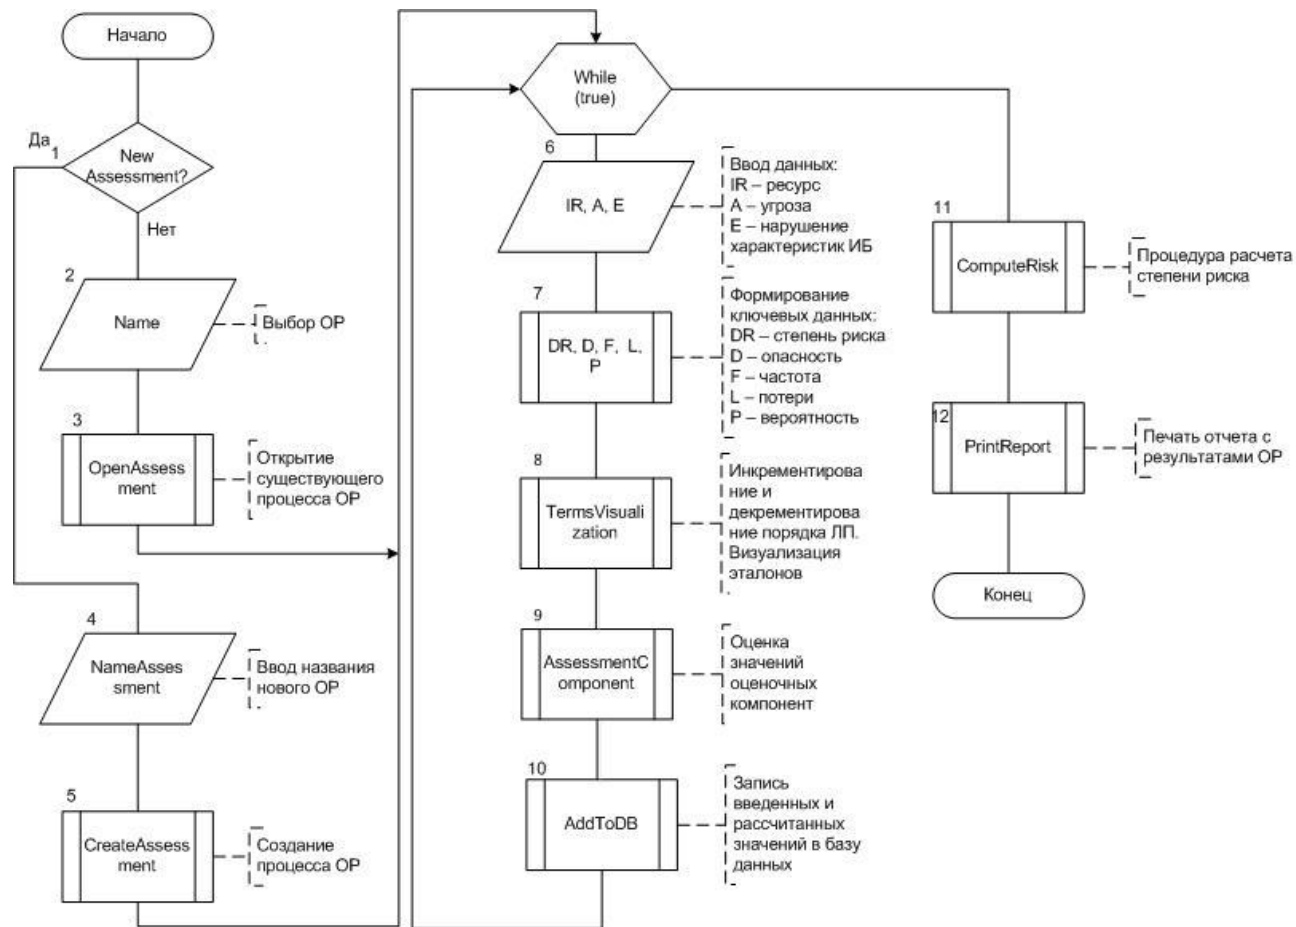 Начало
Да
1
New
Assessment?
Нет
2
Name
Выбор ОР
3
OpenAssess
ment
Открытие
существующего
процесса ОР
4
NameAsses
sment
Ввод названия
нового ОР
5
CreateAssess
ment
Создание
процесса ОР
While
(true)
6
IR, A, E
Ввод данных:
IR – ресурс
A – угроза
E – нарушение
характеристик ИБ
7
DR, D, F, L,
P
Формирование
ключевых данных:
DR – степень риска
D – опасность
F – частота
L – потери
P – вероятность
8
TermsVisuali
zation
Инкрементирова
ние и
декрементирова
ние порядка ЛП.
Визуализация
эталонов
9
AssessmentC
omponent
Оценка
значений
оценочных
компонент
10
AddToDB
Запись
введенных и
рассчитанных
значений в базу
данных
11
ComputeRisk
Процедура расчета
степени риска
12
PrintReport
Печать отчета с
результатами ОР
Конец